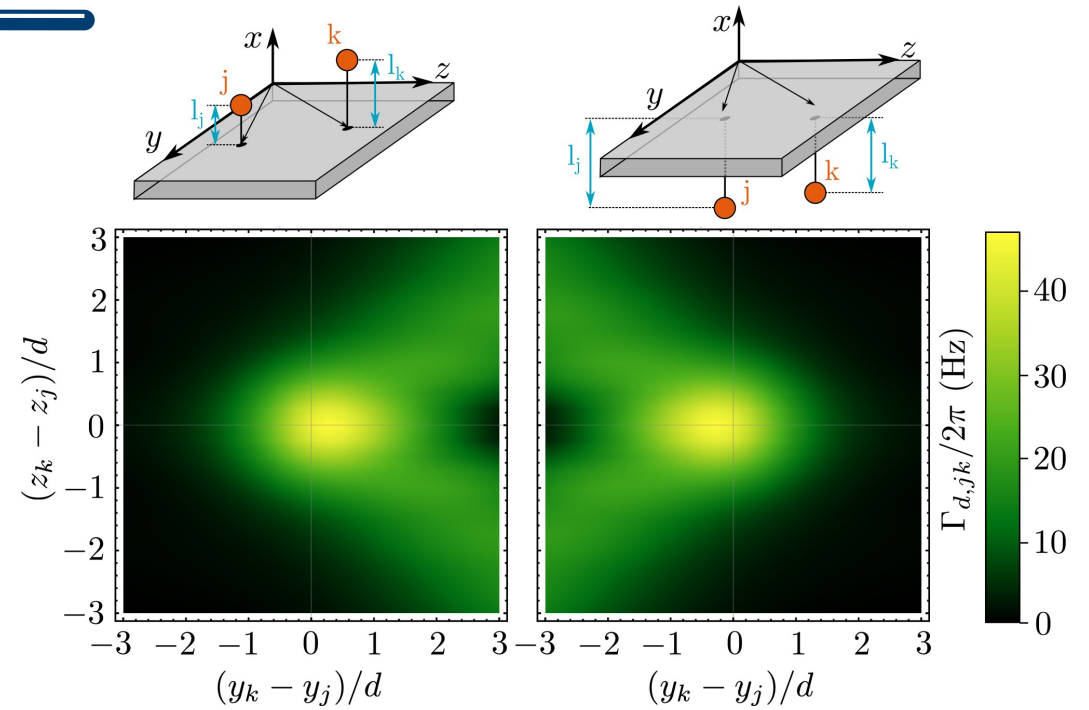 x
k
j
l_k
l_j
z
y
x
z
y
l_j
l_k
k
j
3
2
1
0
−1
−2
−3
(z_k − z_j)/d
−3 −2 −1 0 1 2 3
(y_k − y_j)/d
−3 −2 −1 0 1 2 3
(y_k − y_j)/d
40
30
20
10
0
Γ_{d,jk}/2π (Hz)